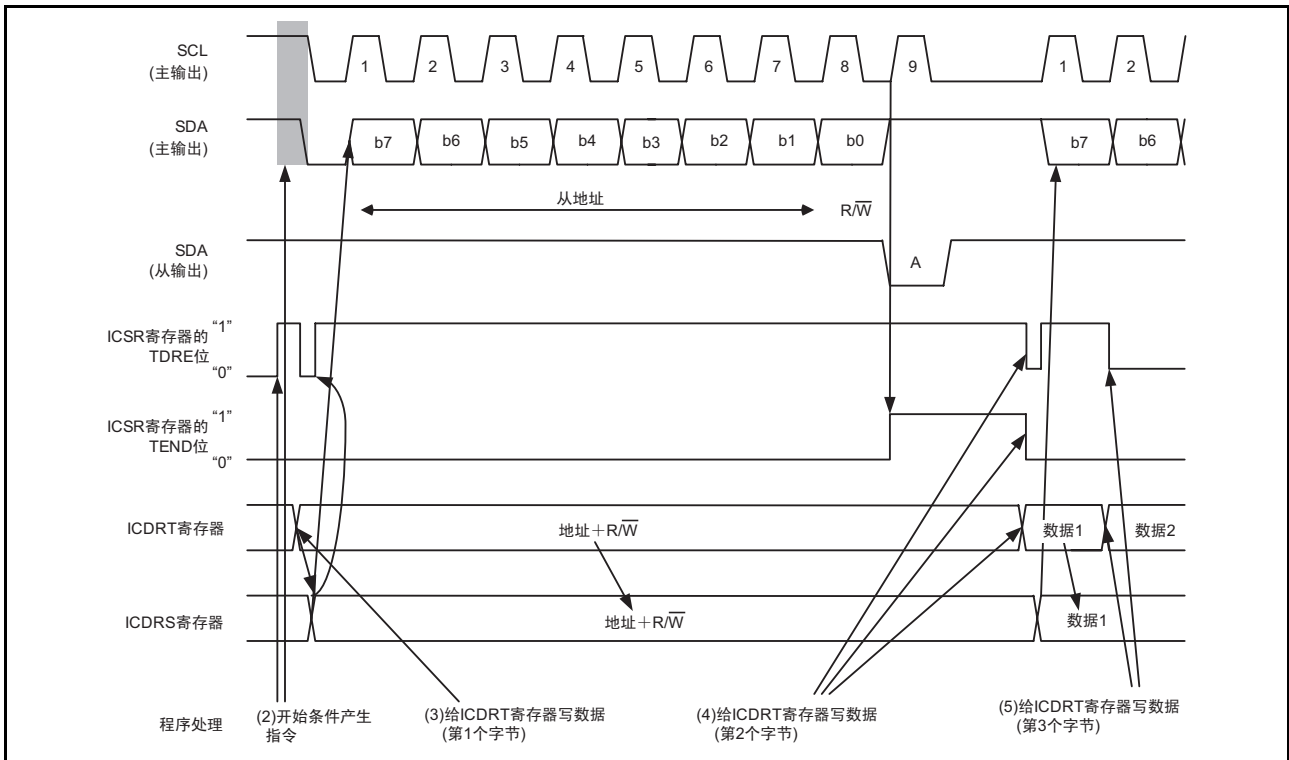 SCL
(主输出)
1 2 3 4 5 6 7 8 9 1 2
SDA
(主输出)
b7 b6 b5 b4 b3 b2 b1 b0 b7 b6
从地址
R/W̅
SDA
(从输出)
A
ICSR寄存器的
TDRE位
“1”
“0”
ICSR寄存器的
TEND位
“1”
“0”
ICDRT寄存器
地址+R/W̅
数据1
数据2
ICDRS寄存器
地址+R/W̅
数据1
程序处理
(2)开始条件产生
指令
(3)给ICDRT寄存器写数据
(第1个字节)
(4)给ICDRT寄存器写数据
(第2个字节)
(5)给ICDRT寄存器写数据
(第3个字节)